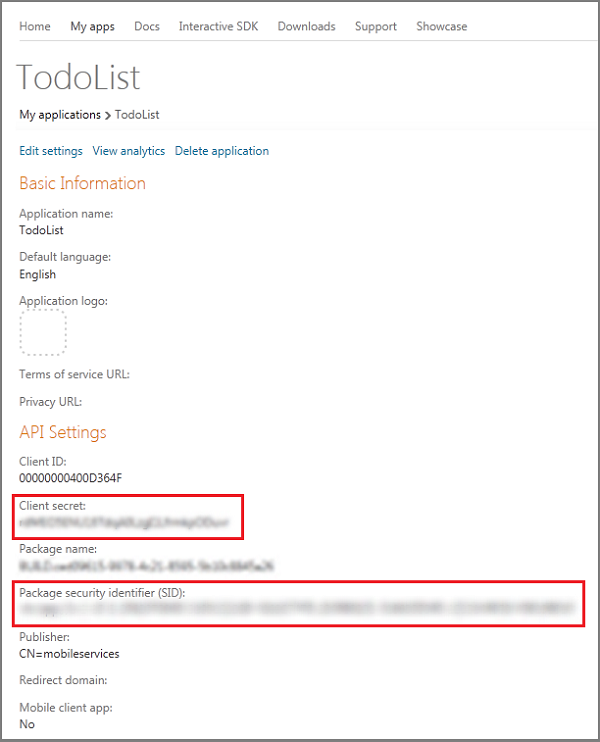 Home My apps Docs Interactive SDK Downloads Support Showcase
TodoList
My applications > TodoList
Edit settings View analytics Delete application
Basic Information
Application name:
TodoList
Default language:
English
Application logo:
Terms of service URL:
Privacy URL:
API Settings
Client ID:
00000000400D364F
Client secret:
Package name:
Package security identifier (SID):
Publisher:
CN=mobileservices
Redirect domain:
Mobile client app:
No